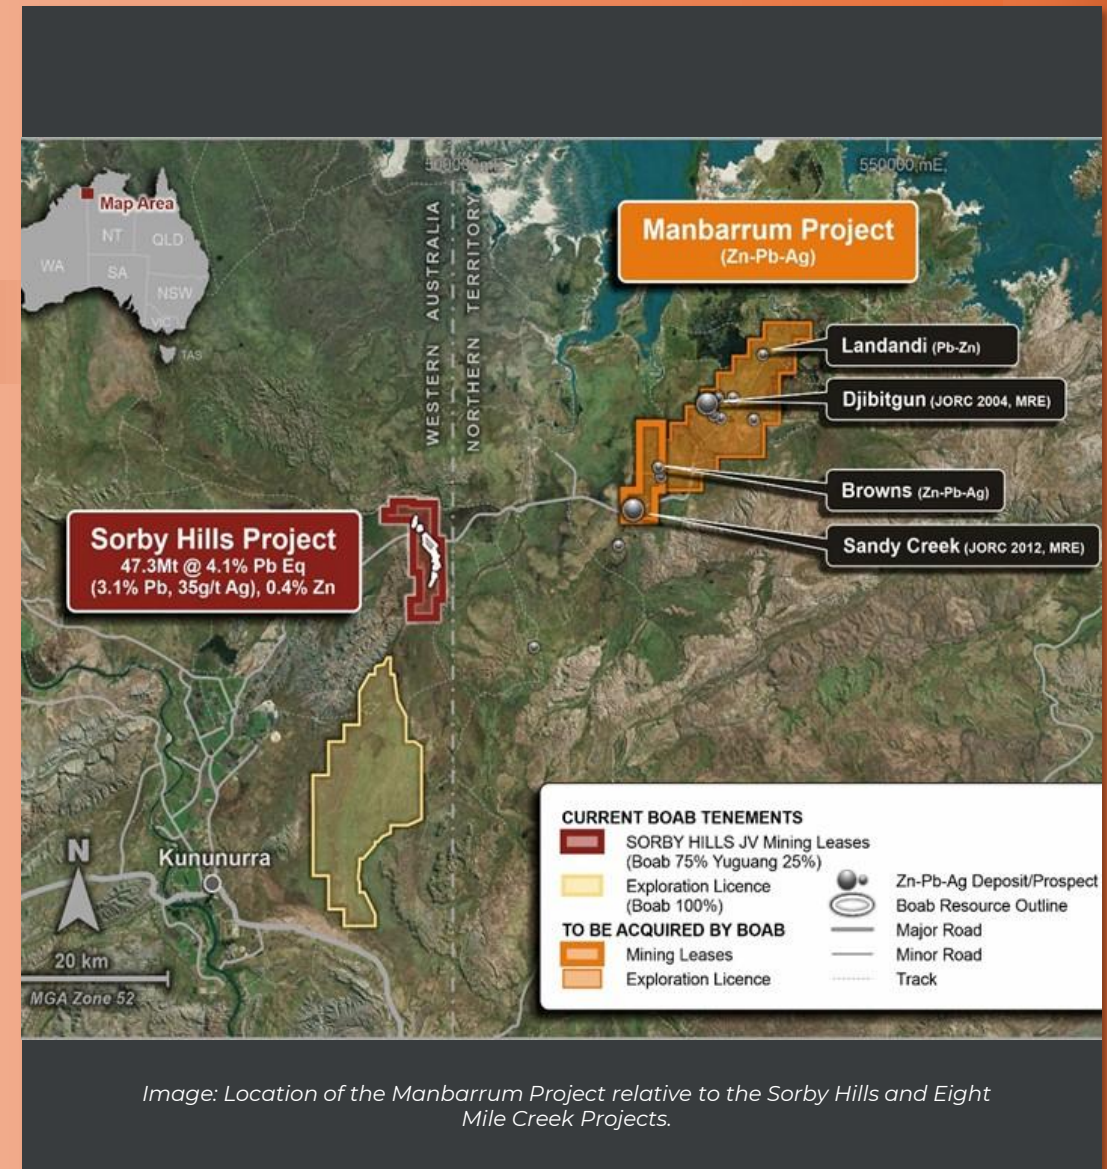 500000 mE
550000 mE
Map Area
NT
QLD
WA
SA
NSW
VIC
TAS
WESTERN AUSTRALIA
NORTHERN TERRITORY
Manbarrum Project
(Zn-Pb-Ag)
Landandi (Pb-Zn)
Djibitgun (JORC 2004, MRE)
Browns (Zn-Pb-Ag)
Sandy Creek (JORC 2012, MRE)
Sorby Hills Project
47.3Mt @ 4.1% Pb Eq
(3.1% Pb, 35g/t Ag), 0.4% Zn
Kununurra
N
20 km
MGA Zone 52
CURRENT BOAB TENEMENTS
SORBY HILLS JV Mining Leases
(Boab 75% Yuguang 25%)
Exploration Licence
(Boab 100%)
TO BE ACQUIRED BY BOAB
Mining Leases
Exploration Licence
Zn-Pb-Ag Deposit/Prospect
Boab Resource Outline
Major Road
Minor Road
Track
Image: Location of the Manbarrum Project relative to the Sorby Hills and Eight
Mile Creek Projects.